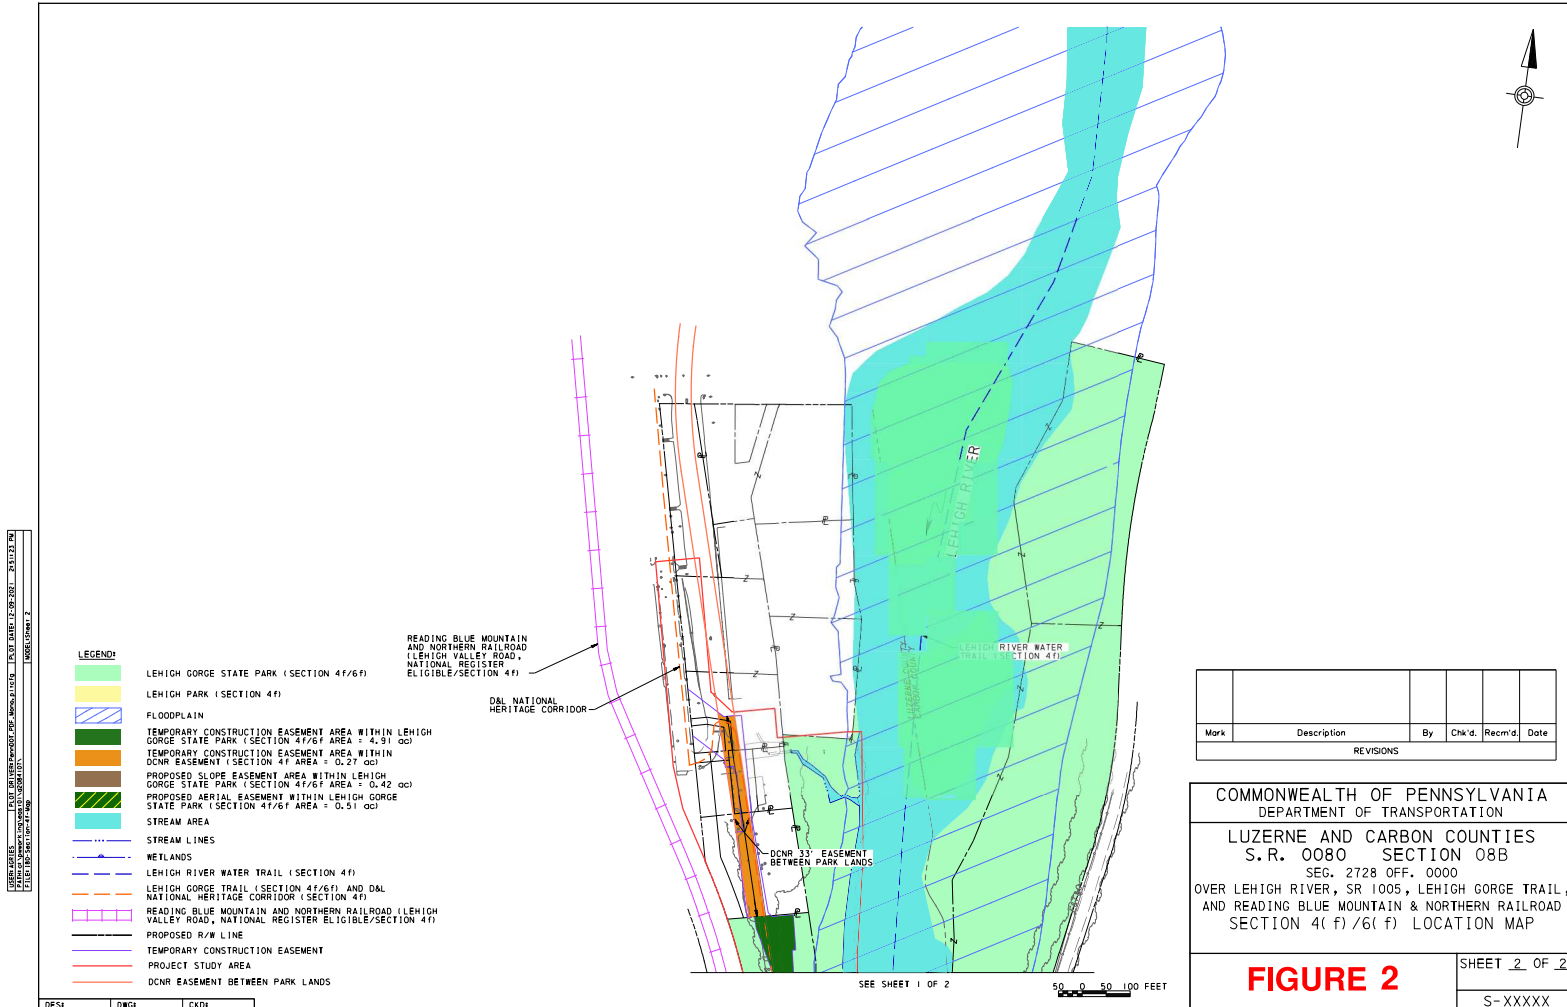 LEGEND:
LEHIGH GORGE STATE PARK (SECTION 4f/6f)
LEHIGH PARK (SECTION 4f)
FLOODPLAIN
TEMPORARY CONSTRUCTION EASEMENT AREA WITHIN LEHIGH
GORGE STATE PARK (SECTION 4f/6f AREA = 4.91 ac)
TEMPORARY CONSTRUCTION EASEMENT AREA WITHIN
DCNR EASEMENT (SECTION 4f AREA = 0.27 ac)
PROPOSED SLOPE EASEMENT AREA WITHIN LEHIGH
GORGE STATE PARK (SECTION 4f/6f AREA = 0.42 ac)
PROPOSED AERIAL EASEMENT WITHIN LEHIGH GORGE
STATE PARK (SECTION 4f/6f AREA = 0.51 ac)
STREAM AREA
STREAM LINES
WETLANDS
LEHIGH RIVER WATER TRAIL (SECTION 4f)
LEHIGH GORGE TRAIL (SECTION 4f/6f) AND D&L
NATIONAL HERITAGE CORRIDOR (SECTION 4f)
READING BLUE MOUNTAIN AND NORTHERN RAILROAD (LEHIGH
VALLEY ROAD, NATIONAL REGISTER ELIGIBLE/SECTION 4f)
PROPOSED R/W LINE
TEMPORARY CONSTRUCTION EASEMENT
PROJECT STUDY AREA
DCNR EASEMENT BETWEEN PARK LANDS
DES:
DWG:
CKD:
READING BLUE MOUNTAIN
AND NORTHERN RAILROAD
(LEHIGH VALLEY ROAD,
NATIONAL REGISTER
ELIGIBLE/SECTION 4f)
D&L NATIONAL
HERITAGE CORRIDOR
LEHIGH RIVER
LEHIGH RIVER WATER
TRAIL (SECTION 4f)
LUZERNE CO.
CARBON COUNTY
DCNR 33' EASEMENT
BETWEEN PARK LANDS
SEE SHEET 1 OF 2
50 0 50 100 FEET
Mark Description By Chk'd. Recm'd. Date
REVISIONS
COMMONWEALTH OF PENNSYLVANIA
DEPARTMENT OF TRANSPORTATION
LUZERNE AND CARBON COUNTIES
S.R. 0080 SECTION 08B
SEG. 2728 OFF. 0000
OVER LEHIGH RIVER, SR 1005, LEHIGH GORGE TRAIL,
AND READING BLUE MOUNTAIN & NORTHERN RAILROAD
SECTION 4(f)/6(f) LOCATION MAP
FIGURE 2
SHEET 2 OF 2
S-XXXXX